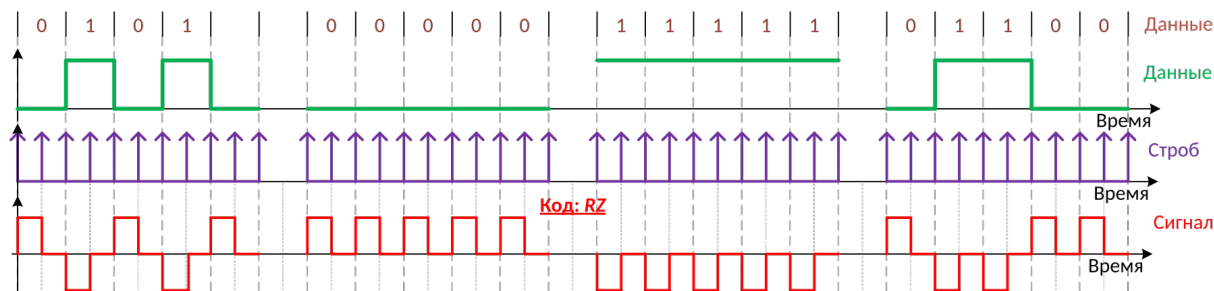 0 1 0 1 0 0 0 0 0 1 1 1 1 1 0 1 1 0 0 Данные
Данные
Время
Строб
Время
Код: RZ
Сигнал
Время